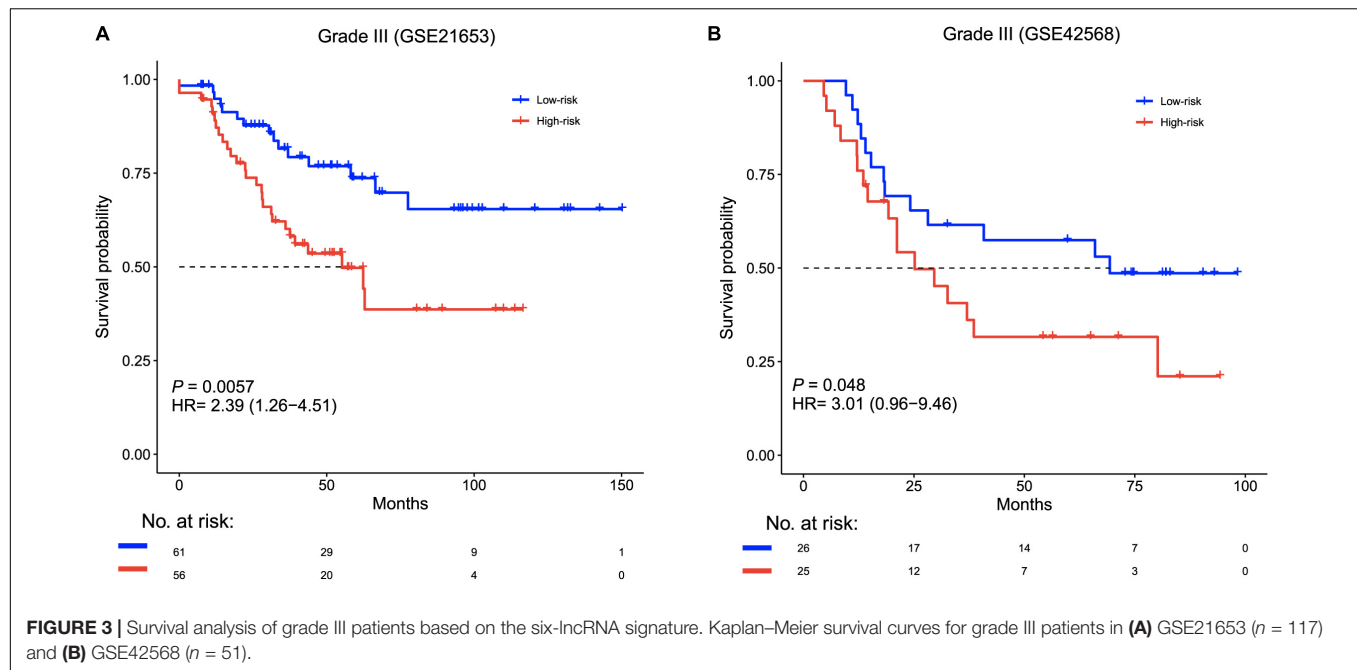 A
Grade III (GSE21653)
1.00
0.75
0.50
0.25
0.00
Survival probability
Low-risk
High-risk
P = 0.0057
HR= 2.39 (1.26−4.51)
0 50 100 150
Months
No. at risk:
61 29 9 1
56 20 4 0
B
Grade III (GSE42568)
1.00
0.75
0.50
0.25
0.00
Survival probability
Low-risk
High-risk
P = 0.048
HR= 3.01 (0.96−9.46)
0 25 50 75 100
Months
No. at risk:
26 17 14 7 0
25 12 7 3 0
FIGURE 3 | Survival analysis of grade III patients based on the six-lncRNA signature. Kaplan–Meier survival curves for grade III patients in (A) GSE21653 (n = 117)
and (B) GSE42568 (n = 51).